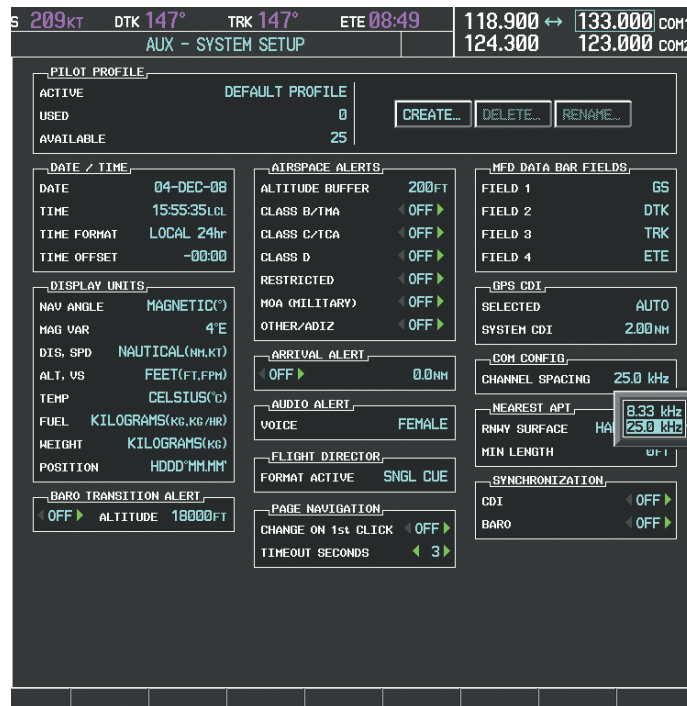 S 209KT DTK 147° TRK 147° ETE 08:49
118.900 ↔ 133.000 COM1
AUX - SYSTEM SETUP
124.300 123.000 COM2
PILOT PROFILE
ACTIVE DEFAULT PROFILE
USED 0
AVAILABLE 25
CREATE… DELETE… RENAME…
DATE / TIME
DATE 04-DEC-08
TIME 15:55:35LCL
TIME FORMAT LOCAL 24hr
TIME OFFSET -00:00
DISPLAY UNITS
NAV ANGLE MAGNETIC(°)
MAG VAR 4°E
DIS, SPD NAUTICAL(NM,KT)
ALT, VS FEET(FT,FPM)
TEMP CELSIUS(°C)
FUEL KILOGRAMS(KG,KG/HR)
WEIGHT KILOGRAMS(KG)
POSITION HDDD°MM.MM'
BARO TRANSITION ALERT
OFF ALTITUDE 18000FT
AIRSPACE ALERTS
ALTITUDE BUFFER 200FT
CLASS B/TMA OFF
CLASS C/TCA OFF
CLASS D OFF
RESTRICTED OFF
MOA (MILITARY) OFF
OTHER/ADIZ OFF
ARRIVAL ALERT
OFF 0.0NM
AUDIO ALERT
VOICE FEMALE
FLIGHT DIRECTOR
FORMAT ACTIVE SNGL CUE
PAGE NAVIGATION
CHANGE ON 1st CLICK OFF
TIMEOUT SECONDS 3
MFD DATA BAR FIELDS
FIELD 1 GS
FIELD 2 DTK
FIELD 3 TRK
FIELD 4 ETE
GPS CDI
SELECTED AUTO
SYSTEM CDI 2.00NM
COM CONFIG
CHANNEL SPACING 25.0 kHz
8.33 kHz
25.0 kHz
NEAREST APT
RNWY SURFACE HA
MIN LENGTH 0FT
SYNCHRONIZATION
CDI OFF
BARO OFF